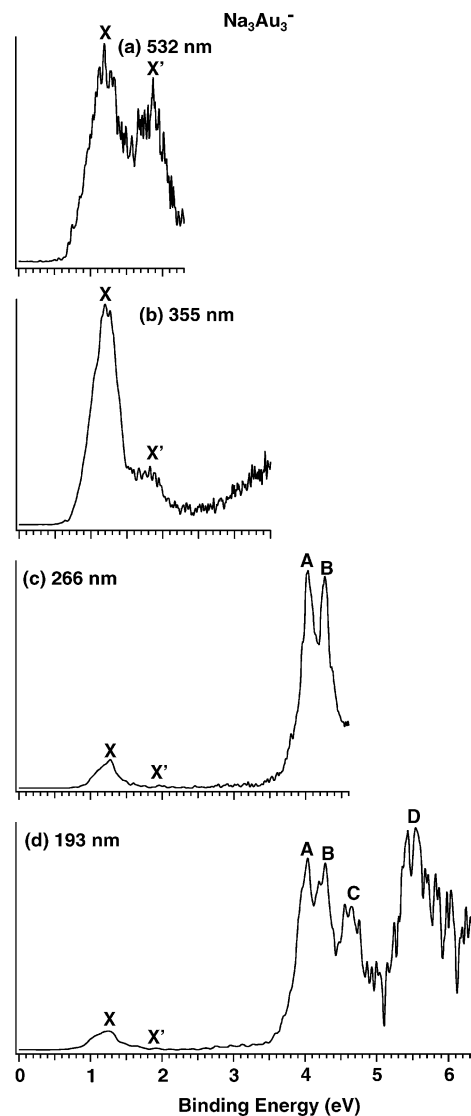 Na₃Au₃⁻
X
(a) 532 nm
X’
X
(b) 355 nm
X’
(c) 266 nm
A
B
X
X’
(d) 193 nm
A
B
C
D
X
X’
0 1 2 3 4 5 6
Binding Energy (eV)